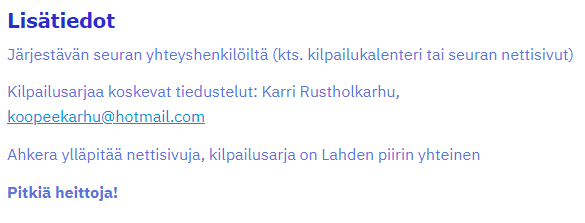 Lisätiedot
Järjestävän seuran yhteyshenkilöiltä (kts. kilpailukalenteri tai seuran nettisivut)
Kilpailusarjaa koskevat tiedustelut: Karri Rustholkarhu,
koopeekarhu@hotmail.com
Ahkera ylläpitää nettisivuja, kilpailusarja on Lahden piirin yhteinen
Pitkiä heittoja!